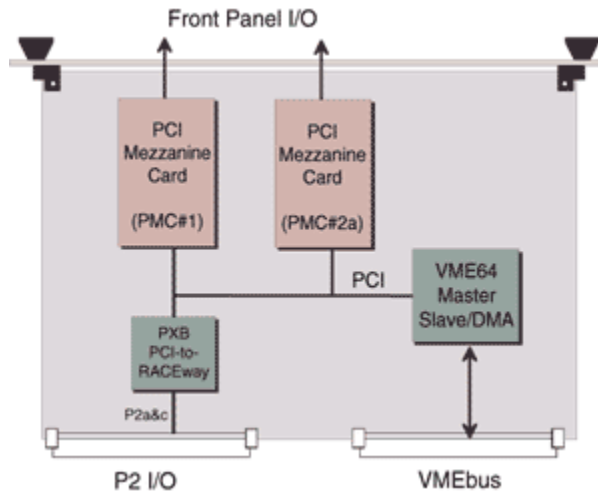 Front Panel I/O
PCI
Mezzanine
Card
(PMC#1)
PCI
Mezzanine
Card
(PMC#2a)
PCI
VME64
Master
Slave/DMA
PXB
PCI-to-
RACEway
P2a&c
P2 I/O
VMEbus